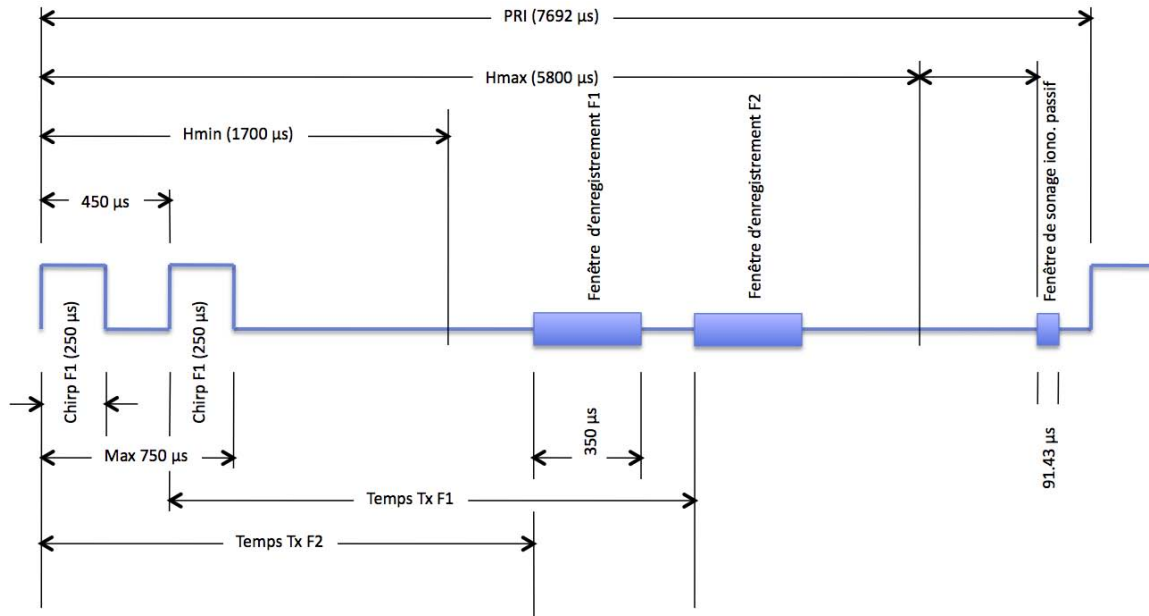 PRI (7692 µs)
Hmax (5800 µs)
Hmin (1700 µs)
450 µs
Fenêtre d'enregistrement F1
Fenêtre d'enregistrement F2
Fenêtre de sonage iono. passif
Chirp F1 (250 µs)
Chirp F1 (250 µs)
Max 750 µs
350 µs
91.43 µs
Temps Tx F1
Temps Tx F2